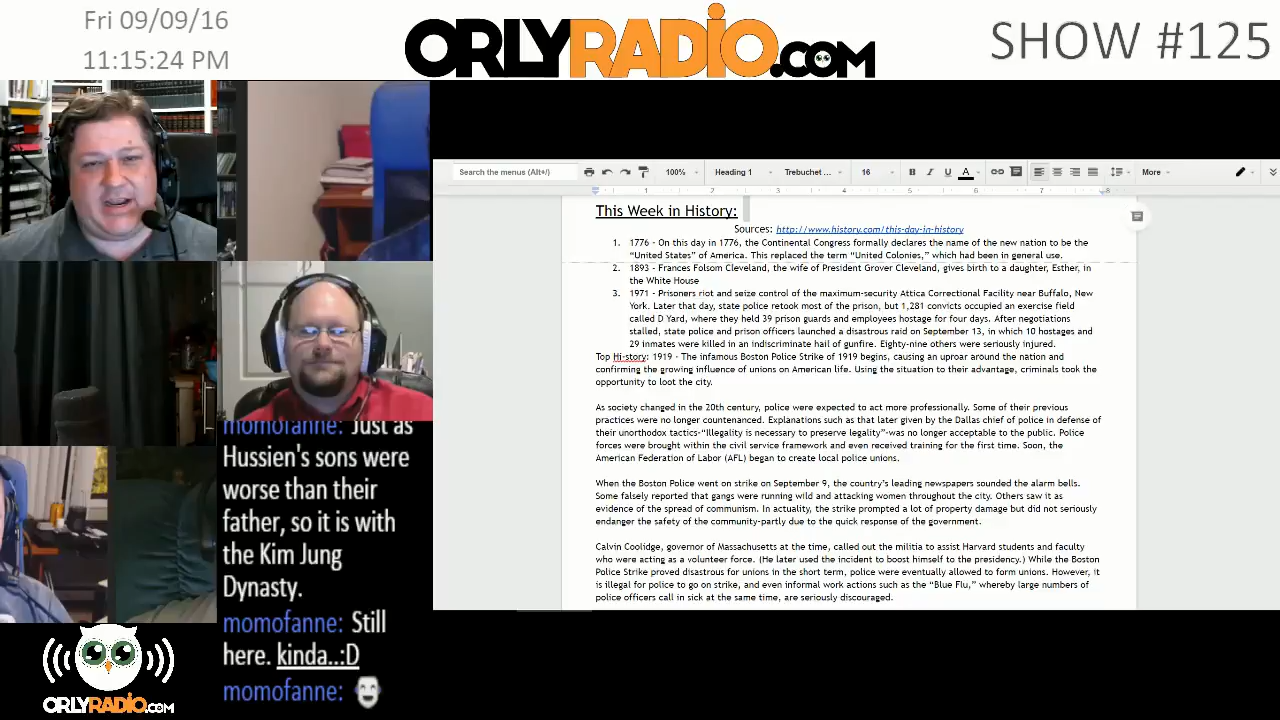 Fri 09/09/16
11:15:24 PM
ORLYRADIO.COM
SHOW #125
Search the menus (Alt+/)
100%
Heading 1
Trebuchet ...
16
B I U A
More
1 2 3 4 5 6 7 8
This Week in History:
Sources: http://www.history.com/this-day-in-history
1. 1776 - On this day in 1776, the Continental Congress formally declares the name of the new nation to be the
“United States” of America. This replaced the term “United Colonies,” which had been in general use.
2. 1893 - Frances Folsom Cleveland, the wife of President Grover Cleveland, gives birth to a daughter, Esther, in
the White House
3. 1971 - Prisoners riot and seize control of the maximum-security Attica Correctional Facility near Buffalo, New
York. Later that day, state police retook most of the prison, but 1,281 convicts occupied an exercise field
called D Yard, where they held 39 prison guards and employees hostage for four days. After negotiations
stalled, state police and prison officers launched a disastrous raid on September 13, in which 10 hostages and
29 inmates were killed in an indiscriminate hail of gunfire. Eighty-nine others were seriously injured.
Top Hi-story: 1919 - The infamous Boston Police Strike of 1919 begins, causing an uproar around the nation and
confirming the growing influence of unions on American life. Using the situation to their advantage, criminals took the
opportunity to loot the city.
As society changed in the 20th century, police were expected to act more professionally. Some of their previous
practices were no longer countenanced. Explanations such as that later given by the Dallas chief of police in defense of
their unorthodox tactics-“Illegality is necessary to preserve legality”-was no longer acceptable to the public. Police
forces were brought within the civil service framework and even received training for the first time. Soon, the
American Federation of Labor (AFL) began to create local police unions.
When the Boston Police went on strike on September 9, the country’s leading newspapers sounded the alarm bells.
Some falsely reported that gangs were running wild and attacking women throughout the city. Others saw it as
evidence of the spread of communism. In actuality, the strike prompted a lot of property damage but did not seriously
endanger the safety of the community-partly due to the quick response of the government.
Calvin Coolidge, governor of Massachusetts at the time, called out the militia to assist Harvard students and faculty
who were acting as a volunteer force. (He later used the incident to boost himself to the presidency.) While the Boston
Police Strike proved disastrous for unions in the short term, police were eventually allowed to form unions. However, it
is illegal for police to go on strike, and even informal work actions such as the “Blue Flu,” whereby large numbers of
police officers call in sick at the same time, are seriously discouraged.
momofanne: Just as
Hussien's sons were
worse than their
father, so it is with
the Kim Jung
Dynasty.
momofanne: Still
here. kinda..:D
momofanne:
ORLYRADIO.COM